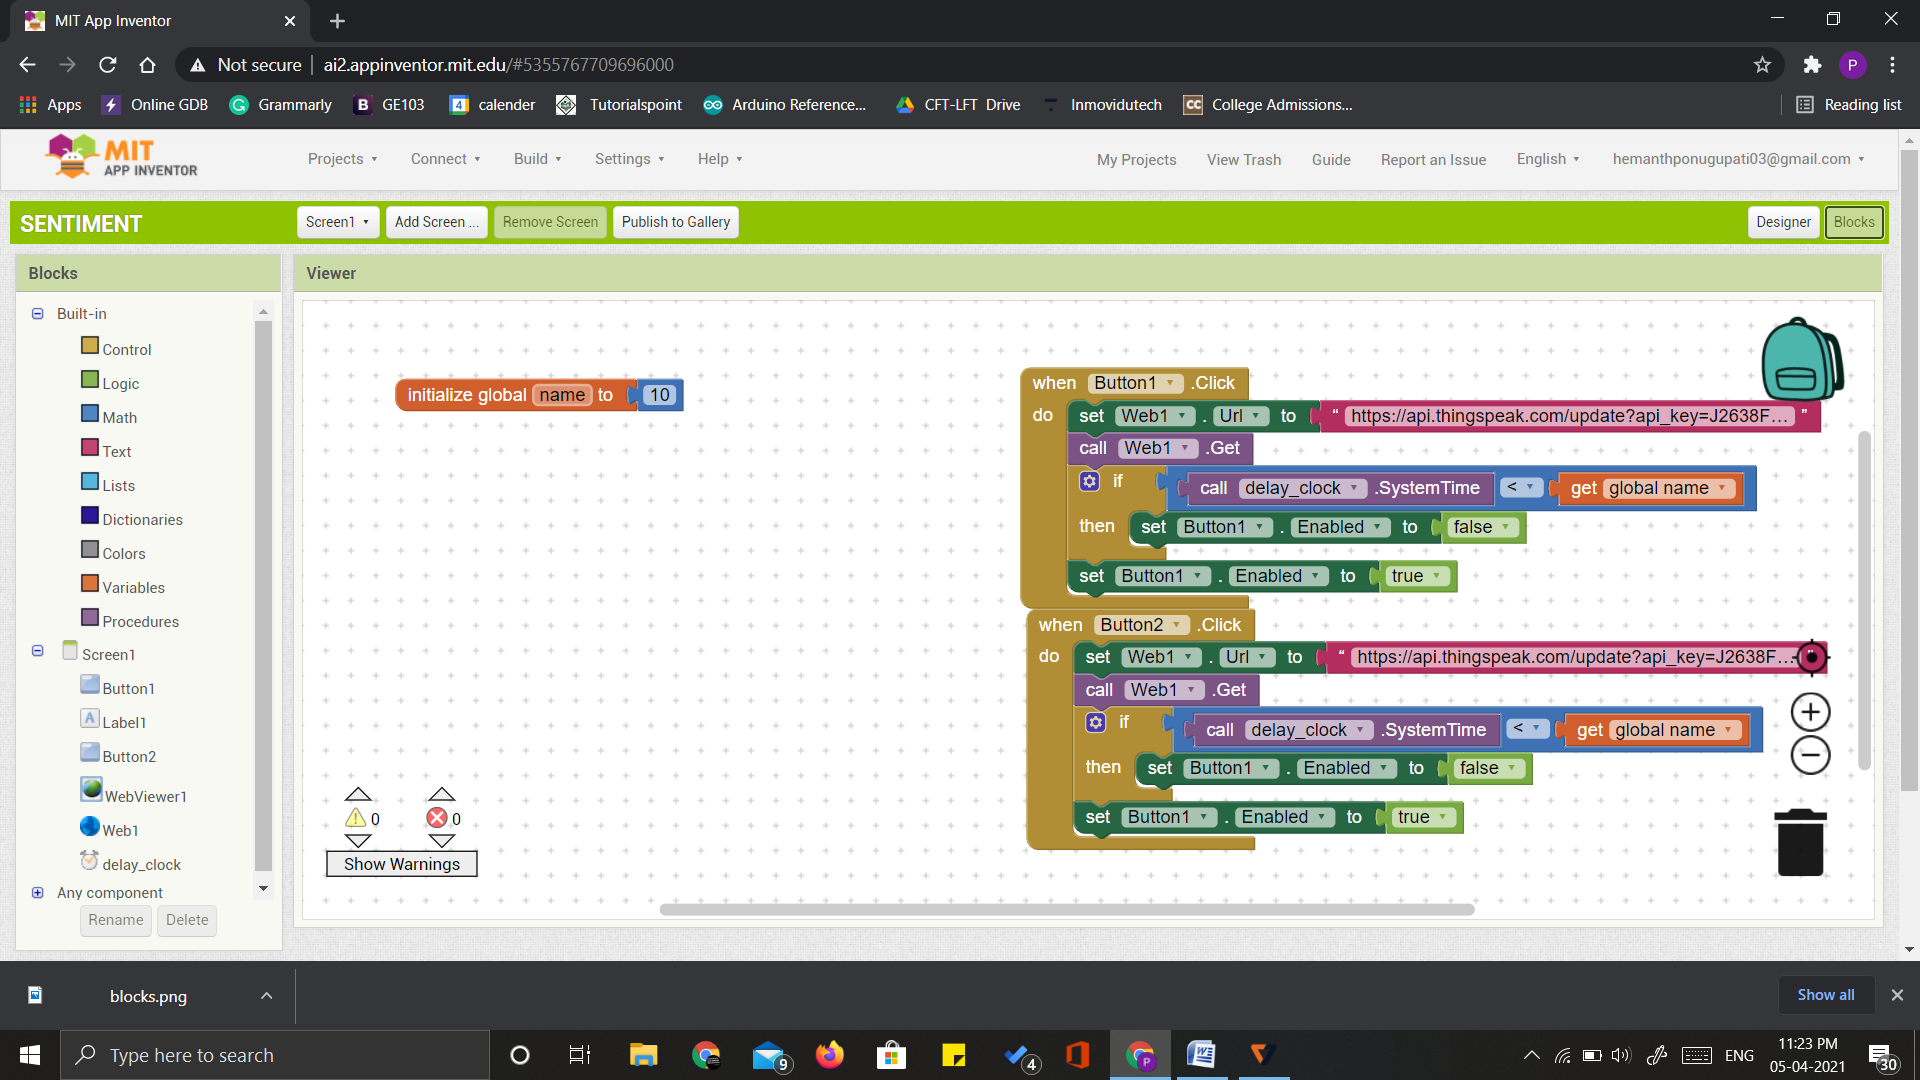 MIT App Inventor
Not secure
ai2.appinventor.mit.edu/#5355767709696000
P
Apps
Online GDB
Grammarly
B GE103
4 calender
Tutorialspoint
Arduino Reference...
CFT-LFT Drive
Inmovidutech
CC College Admissions...
Reading list
MIT
APP INVENTOR
Projects
Connect
Build
Settings
Help
My Projects
View Trash
Guide
Report an Issue
English
hemanthponugupati03@gmail.com
SENTIMENT
Screen1
Add Screen ...
Remove Screen
Publish to Gallery
Designer
Blocks
Blocks
Built-in
Control
Logic
Math
Text
Lists
Dictionaries
Colors
Variables
Procedures
Screen1
Button1
A Label1
Button2
WebViewer1
Web1
delay_clock
Any component
Rename
Delete
Viewer
initialize global name to 10
when Button1 .Click
do set Web1 . Url to “ https://api.thingspeak.com/update?api_key=J2638F... ”
call Web1 .Get
if call delay_clock .SystemTime < get global name
then set Button1 . Enabled to false
set Button1 . Enabled to true
when Button2 .Click
do set Web1 . Url to “ https://api.thingspeak.com/update?api_key=J2638F... ”
call Web1 .Get
if call delay_clock .SystemTime < get global name
then set Button1 . Enabled to false
set Button1 . Enabled to true
0
0
Show Warnings
blocks.png
Show all
Type here to search
9
4
P
W
ENG
11:23 PM
05-04-2021
30